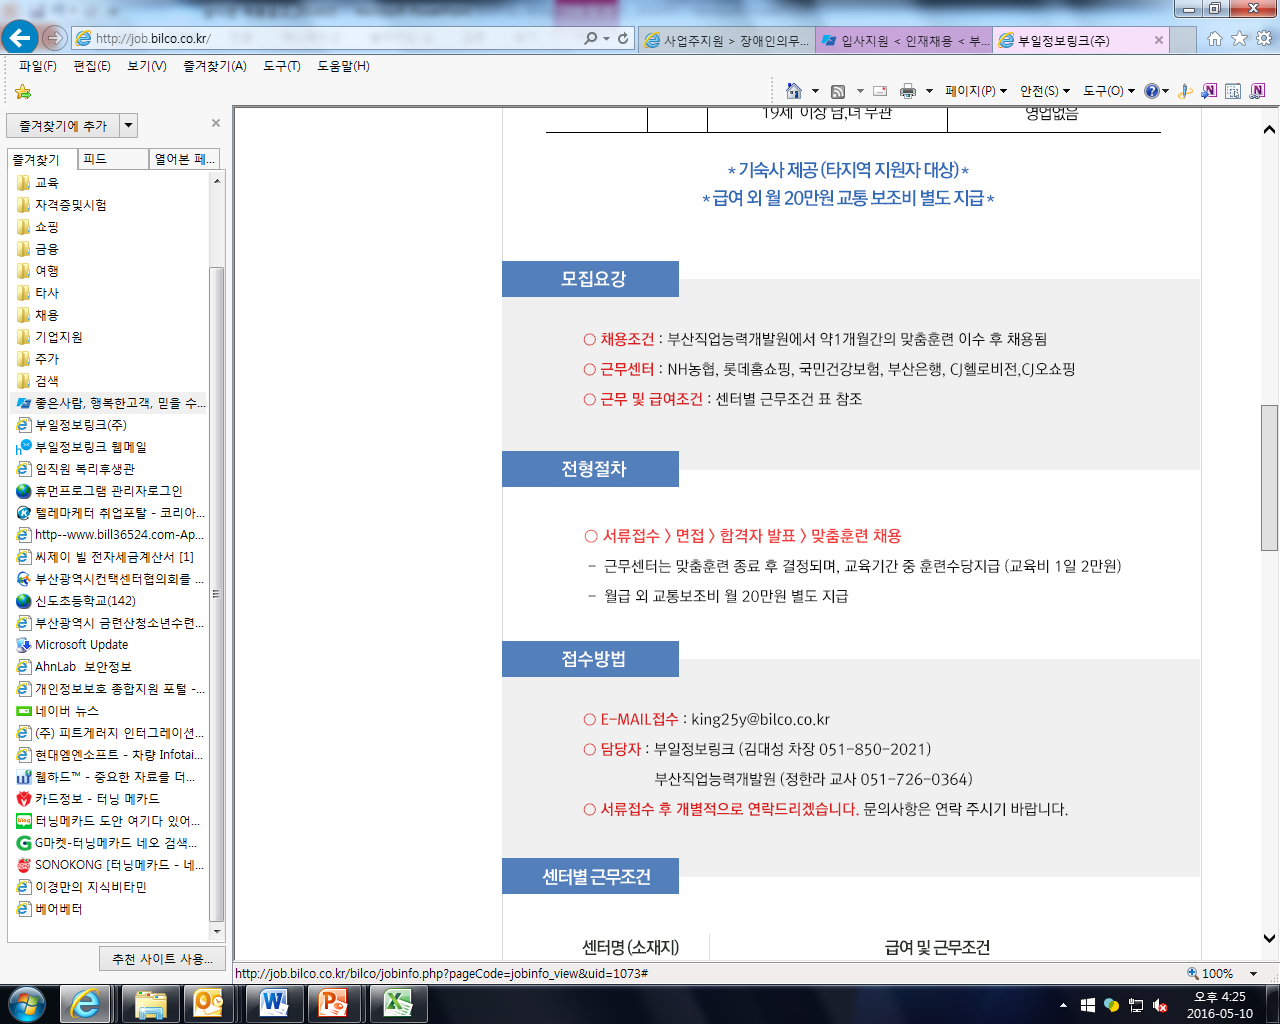 http://job.bilco.co.kr/
사업주지원 > 장애인의무...
입사지원 < 인재채용 < 부...
부일정보링크(주)
파일(F) 편집(E) 보기(V) 즐겨찾기(A) 도구(T) 도움말(H)
페이지(P) 안전(S) 도구(O)
즐겨찾기에 추가
즐겨찾기 피드 열어본 페...
교육
자격증및시험
쇼핑
금융
여행
타사
채용
기업지원
주가
검색
좋은사람, 행복한고객, 믿을 수...
부일정보링크(주)
부일정보링크 웹메일
임직원 복리후생관
휴먼프로그램 관리자로그인
텔레마케터 취업포탈 - 코리아...
http--www.bill36524.com-Ap...
씨제이 빌 전자세금계산서 [1]
부산광역시컨택센터협의회를 ...
신도초등학교(142)
부산광역시 금련산청소년수련...
Microsoft Update
AhnLab 보안정보
개인정보보호 종합지원 포털 -...
네이버 뉴스
(주) 피트게러지 인터그레이션...
현대엠엔소프트 - 차량 Infotai...
웹하드™ - 중요한 자료를 더...
카드정보 - 터닝 메카드
터닝메카드 도안 여기다 있어...
G마켓-터닝메카드 네오 검색...
SONOKONG [터닝메카드 - 네...
이경만의 지식비타민
베어베터
추천 사이트 사용...
19세 이상 남,녀 무관
영업없음
* 기숙사 제공 (타지역 지원자 대상) *
* 급여 외 월 20만원 교통 보조비 별도 지급 *
모집요강
○ 채용조건 : 부산직업능력개발원에서 약1개월간의 맞춤훈련 이수 후 채용됨
○ 근무센터 : NH농협, 롯데홈쇼핑, 국민건강보험, 부산은행, CJ헬로비전,CJ오쇼핑
○ 근무 및 급여조건 : 센터별 근무조건 표 참조
전형절차
○ 서류접수 > 면접 > 합격자 발표 > 맞춤훈련 채용
- 근무센터는 맞춤훈련 종료 후 결정되며, 교육기간 중 훈련수당지급 (교육비 1일 2만원)
- 월급 외 교통보조비 월 20만원 별도 지급
접수방법
○ E-MAIL접수 : king25y@bilco.co.kr
○ 담당자 : 부일정보링크 (김대성 차장 051-850-2021)
부산직업능력개발원 (정한라 교사 051-726-0364)
○ 서류접수 후 개별적으로 연락드리겠습니다. 문의사항은 연락 주시기 바랍니다.
센터별 근무조건
센터명 (소재지) 급여 및 근무조건
http://job.bilco.co.kr/bilco/jobinfo.php?pageCode=jobinfo_view&uid=1073#
100%
오후 4:25
2016-05-10